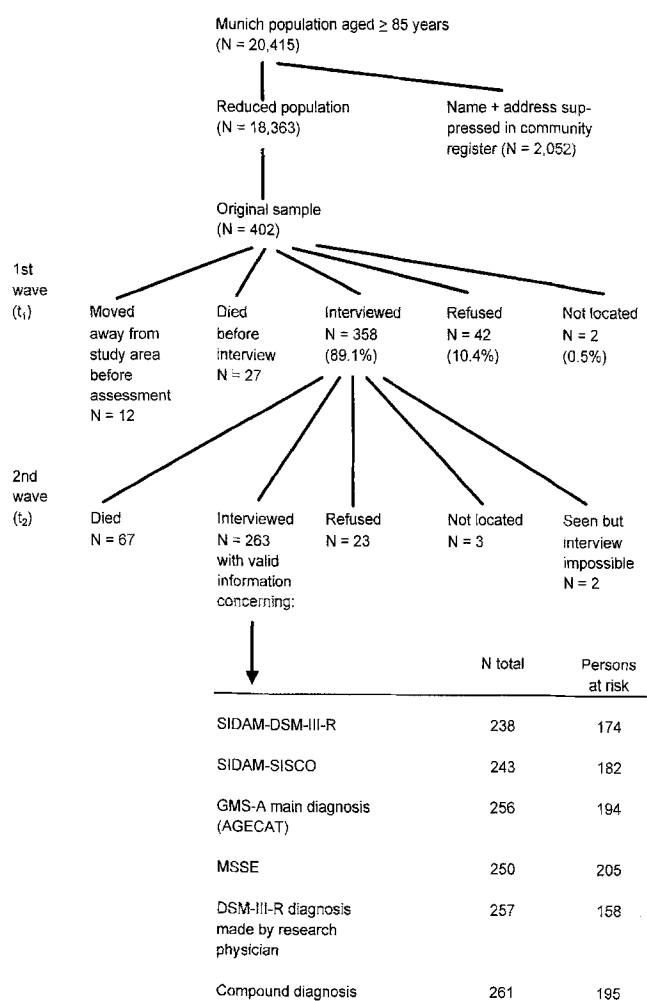 Munich population aged ≥ 85 years
(N = 20,415)
Reduced population
(N = 18,363)
Name + address sup-
pressed in community
register (N = 2,052)
Original sample
(N = 402)
1st
wave
(t₁)
Moved
away from
study area
before
assessment
N = 12
Died
before
interview
N = 27
Interviewed
N = 358
(89.1%)
Refused
N = 42
(10.4%)
Not located
N = 2
(0.5%)
2nd
wave
(t₂)
Died
N = 67
Interviewed
N = 263
with valid
information
concerning:
Refused
N = 23
Not located
N = 3
Seen but
interview
impossible
N = 2
N total Persons
at risk
SIDAM-DSM-III-R 238 174
SIDAM-SISCO 243 182
GMS-A main diagnosis 256 194
(AGECAT)
MSSE 250 205
DSM-III-R diagnosis 257 158
made by research
physician
Compound diagnosis 261 195